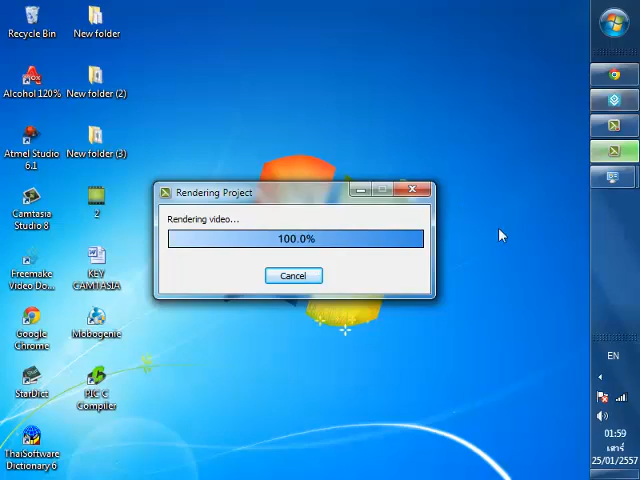 Recycle Bin
New folder
Alcohol 120%
New folder (2)
Atmel Studio
6.1
New folder (3)
Camtasia
Studio 8
2
Freemake
Video Do...
KEY
CAMTASIA
Google
Chrome
Mobogenie
StarDict
PIC C
Compiler
ThaiSoftware
Dictionary 6
Rendering Project
Rendering video...
100.0%
Cancel
EN
01:59
เสาร์
25/01/2557